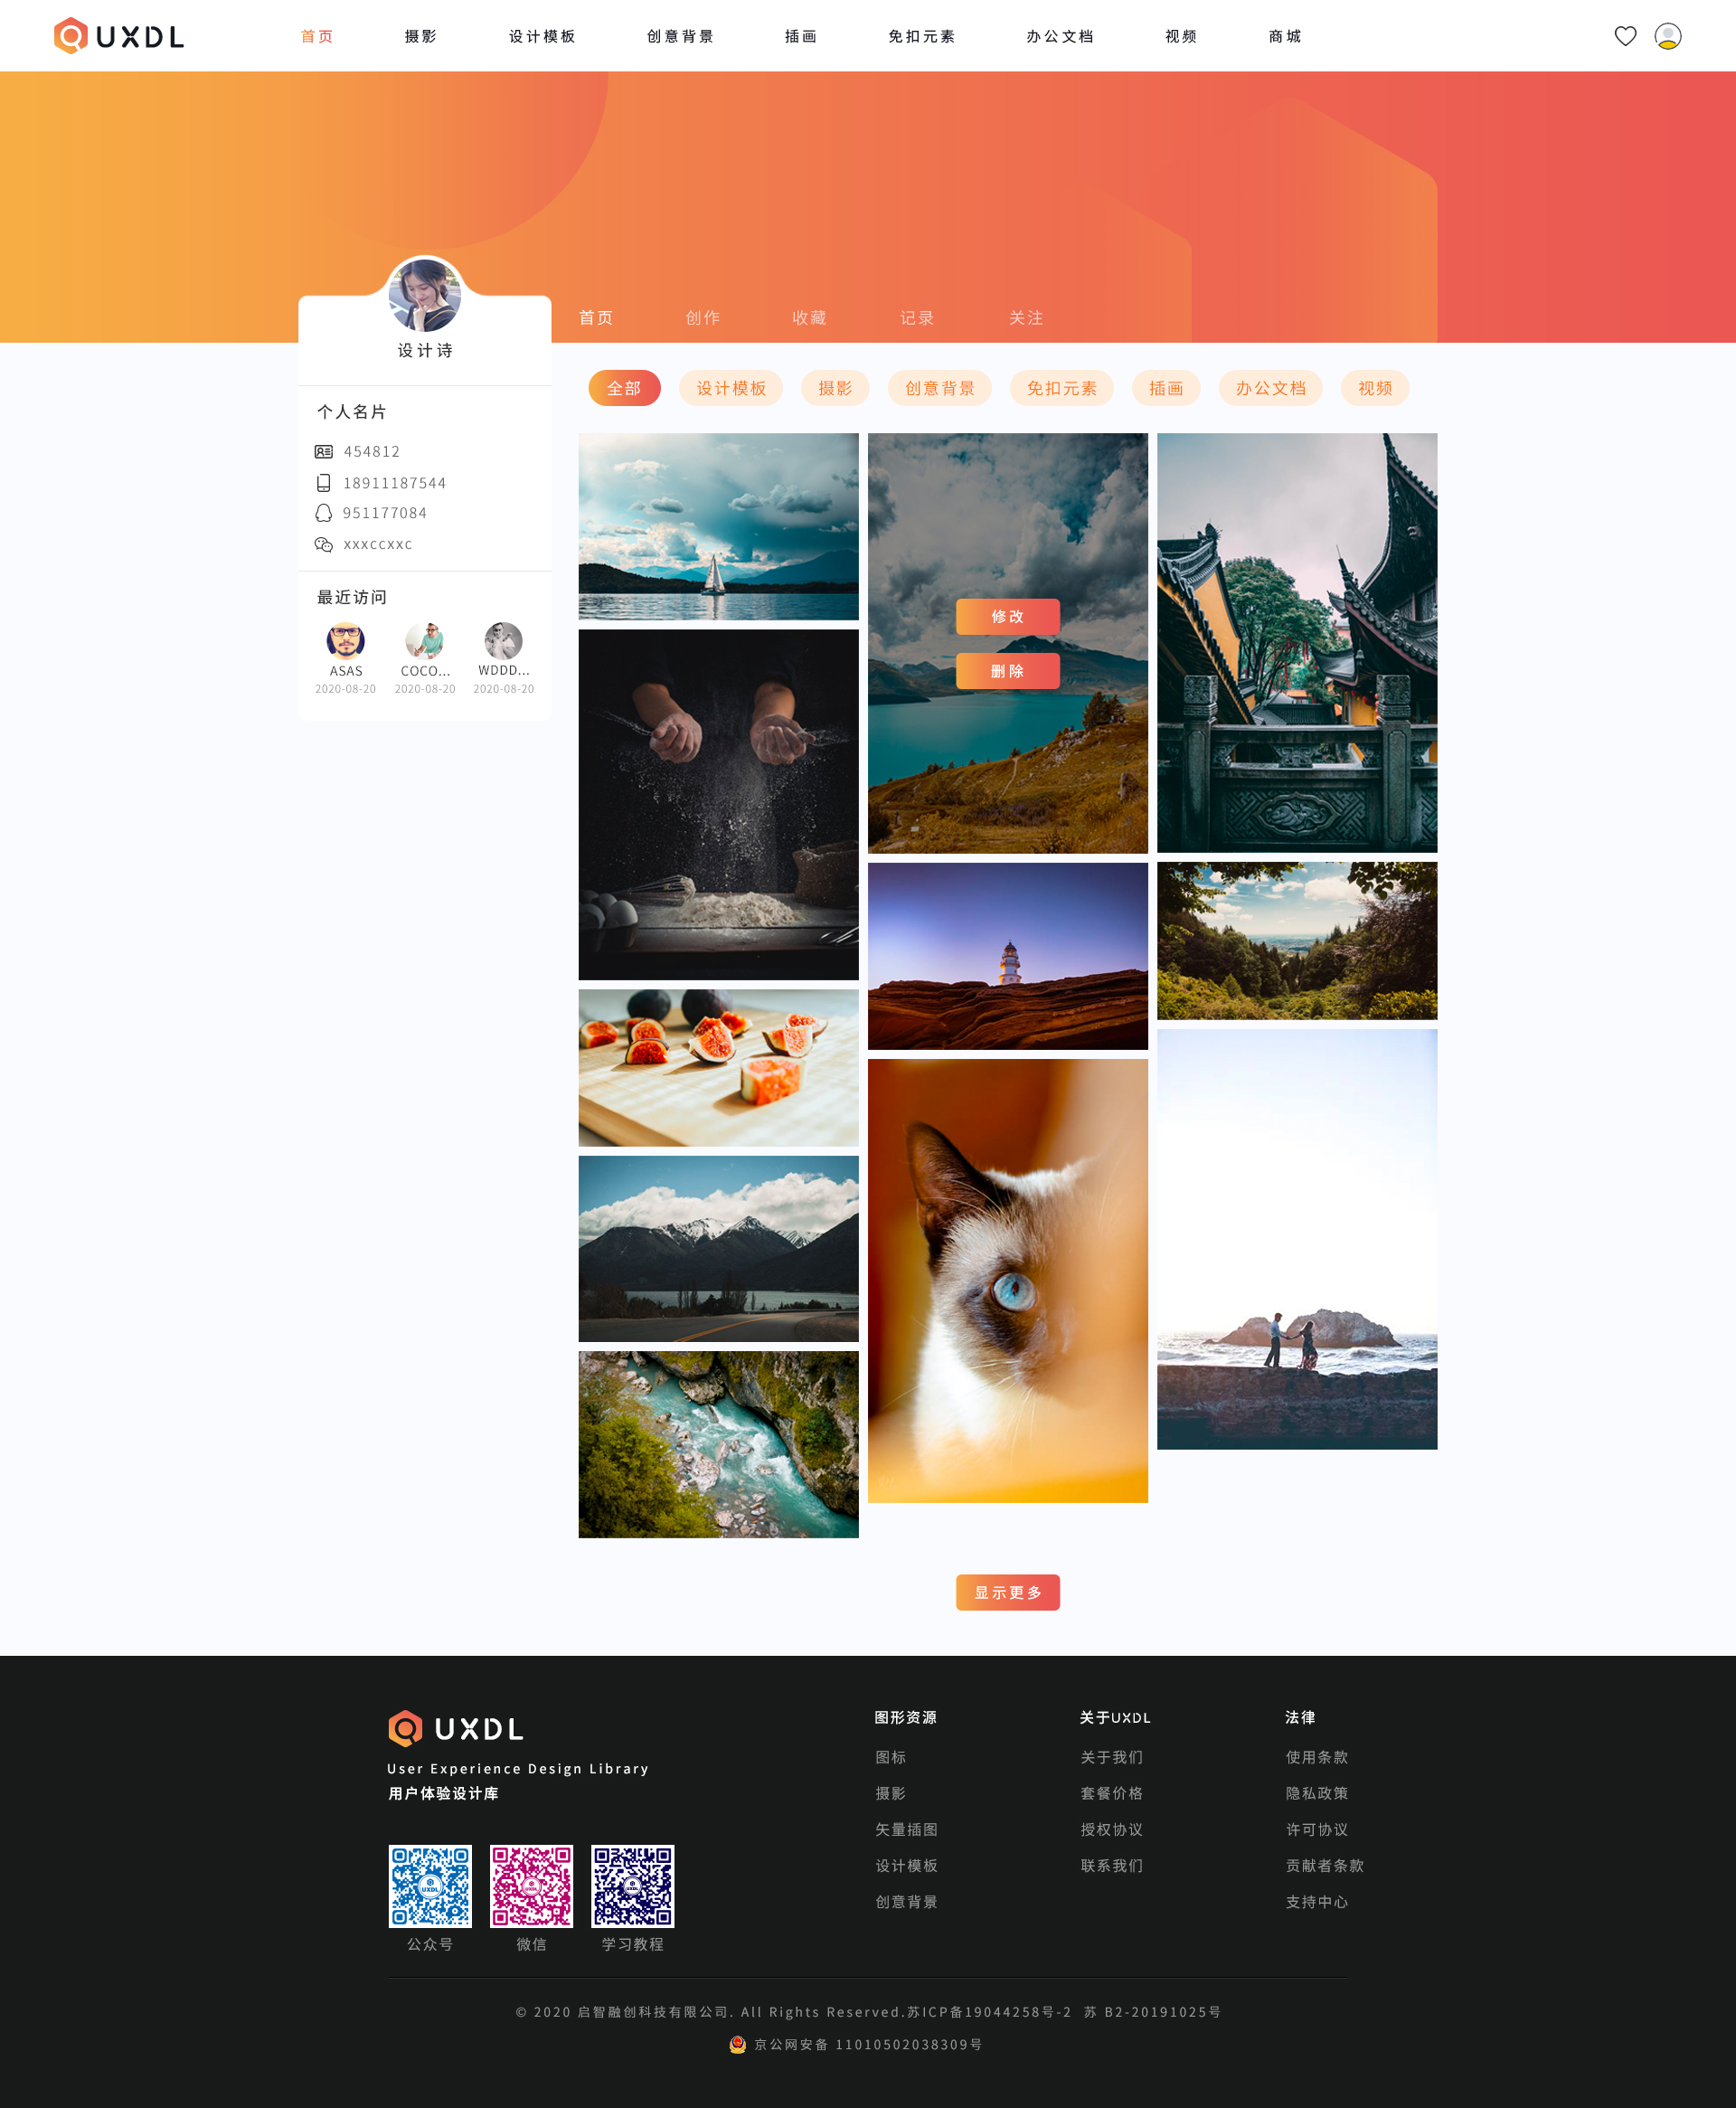 UXDL
首页 摄影 设计模板 创意背景 插画 免扣元素 办公文档 视频 商城
首页 创作 收藏 记录 关注
设计诗
个人名片
454812
18911187544
951177084
xxxccxxc
最近访问
ASAS COCO... WDDD...
2020-08-20 2020-08-20 2020-08-20
全部 设计模板 摄影 创意背景 免扣元素 插画 办公文档 视频
修改
删除
显示更多
UXDL
User Experience Design Library
用户体验设计库
UXDL UXDL UXDL
公众号 微信 学习教程
图形资源
图标
摄影
矢量插图
设计模板
创意背景
关于UXDL
关于我们
套餐价格
授权协议
联系我们
法律
使用条款
隐私政策
许可协议
贡献者条款
支持中心
© 2020 启智融创科技有限公司. All Rights Reserved.苏ICP备19044258号-2 苏 B2-20191025号
京公网安备 11010502038309号